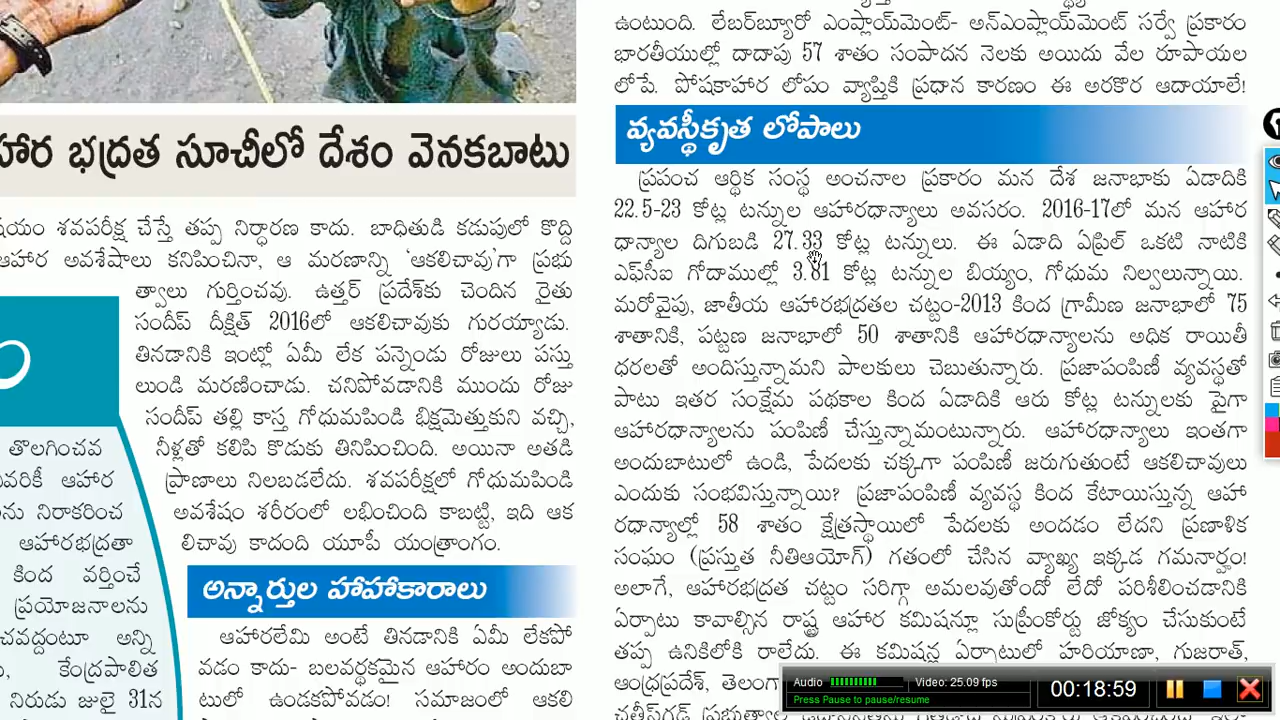 హార భద్రత సూచీలో దేశం వెనకబాటు
షయం శవపరీక్ష చేస్తే తప్ప నిర్ధారణ కాదు. బాధితుడి కడుపులో కొద్ది
ఆహార అవశేషాలు కనిపించినా, ఆ మరణాన్ని 'ఆకలిచావు'గా ప్రభు
త్వాలు గుర్తించవు. ఉత్తర్ ప్రదేశ్‌కు చెందిన రైతు
సందీప్ దీక్షిత్ 2016లో ఆకలిచావుకు గురయ్యాడు.
తినడానికి ఇంట్లో ఏమీ లేక పన్నెండు రోజులు పస్తు
లుండి మరణించాడు. చనిపోవడానికి ముందు రోజు
సందీప్ తల్లి కాస్త గోధుమపిండి భిక్షమెత్తుకుని వచ్చి,
నీళ్లతో కలిపి కొడుకు తినిపించింది. అయినా అతడి
ప్రాణాలు నిలబడలేదు. శవపరీక్షలో గోధుమపిండి
అవశేషం శరీరంలో లభించింది కాబట్టి, ఇది ఆక
లిచావు కాదంది యూపీ యంత్రాంగం.
తొలగించవ
వరికీ ఆహార
ను నిరాకరించ
ఆహారభద్రతా
కింద వర్తించే
ప్రయోజనాలను
చవద్దంటూ అన్ని
కేంద్రపాలిత
నిరుడు జులై 31న
అన్నార్తుల హాహాకారాలు
ఆహారలేమి అంటే తినడానికి ఏమీ లేకపో
వడం కాదు- బలవర్ధకమైన ఆహారం అందుబా
టులో ఉండకపోవడం! సమాజంలో ఆకలి
ఉంటుంది. లేబర్‌బ్యూరో ఎంప్లాయ్‌మెంట్- అన్ఎంప్లాయ్‌మెంట్ సర్వే ప్రకారం
భారతీయుల్లో దాదాపు 57 శాతం సంపాదన నెలకు అయిదు వేల రూపాయల
లోపే. పోషకాహార లోపం వ్యాప్తికి ప్రధాన కారణం ఈ అరకొర ఆదాయాలే!
వ్యవస్థీకృత లోపాలు
ప్రపంచ ఆర్థిక సంస్థ అంచనాల ప్రకారం మన దేశ జనాభాకు ఏడాదికి
22.5-23 కోట్ల టన్నుల ఆహారధాన్యాలు అవసరం. 2016-17లో మన ఆహార
ధాన్యాల దిగుబడి 27.33 కోట్ల టన్నులు. ఈ ఏడాది ఏప్రిల్ ఒకటి నాటికి
ఎఫ్‌సీఐ గోదాముల్లో 3.81 కోట్ల టన్నుల బియ్యం, గోధుమ నిల్వలున్నాయి.
మరోవైపు, జాతీయ ఆహారభద్రతల చట్టం-2013 కింద గ్రామీణ జనాభాలో 75
శాతానికి, పట్టణ జనాభాలో 50 శాతానికి ఆహారధాన్యాలను అధిక రాయితీ
ధరలతో అందిస్తున్నామని పాలకులు చెబుతున్నారు. ప్రజాపంపిణీ వ్యవస్థతో
పాటు ఇతర సంక్షేమ పథకాల కింద ఏడాదికి ఆరు కోట్ల టన్నులకు పైగా
ఆహారధాన్యాలను పంపిణీ చేస్తున్నామంటున్నారు. ఆహారధాన్యాలు ఇంతగా
అందుబాటులో ఉండి, పేదలకు చక్కగా పంపిణీ జరుగుతుంటే ఆకలిచావులు
ఎందుకు సంభవిస్తున్నాయి? ప్రజాపంపిణీ వ్యవస్థ కింద కేటాయిస్తున్న ఆహా
రధాన్యాల్లో 58 శాతం క్షేత్రస్థాయిలో పేదలకు అందడం లేదని ప్రణాళిక
సంఘం (ప్రస్తుత నీతిఆయోగ్) గతంలో చేసిన వ్యాఖ్య ఇక్కడ గమనార్హం!
అలాగే, ఆహారభద్రత చట్టం సరిగ్గా అమలవుతోందో లేదో పరిశీలించడానికి
ఏర్పాటు కావాల్సిన రాష్ట్ర ఆహార కమిషన్లూ సుప్రీంకోర్టు జోక్యం చేసుకుంటే
తప్ప ఉనికిలోకి రాలేదు. ఈ కమిషన్ల ఏర్పాటులో హరియాణా, గుజరాత్,
ఆంధ్రప్రదేశ్, తెలంగా
Audio Video: 25.09 fps
Press Pause to pause/resume
00:18:59